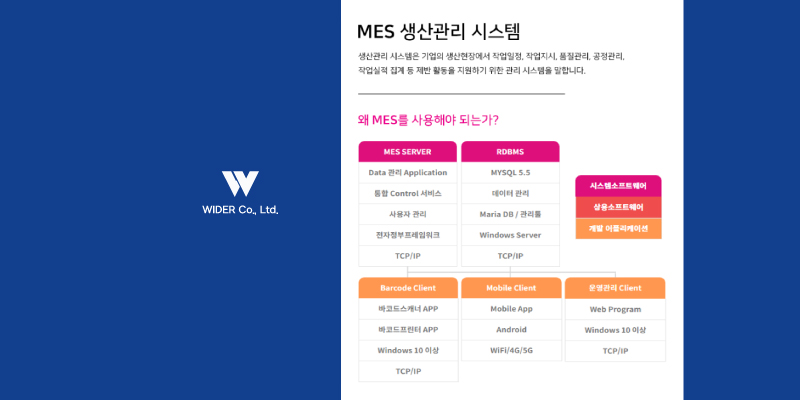 WIDER Co., Ltd.
MES 생산관리 시스템
생산관리 시스템은 기업의 생산현장에서 작업일정, 작업지시, 품질관리, 공정관리,
작업실적 집계 등 제반 활동을 지원하기 위한 관리 시스템을 말합니다.
왜 MES를 사용해야 되는가?
MES SERVER
Data 관리 Application
통합 Control 서비스
사용자 관리
전자정부프레임워크
TCP/IP
RDBMS
MYSQL 5.5
데이터 관리
Maria DB / 관리툴
Windows Server
TCP/IP
시스템소프트웨어
상용소프트웨어
개발 어플리케이션
Barcode Client
바코드스캐너 APP
바코드프린터 APP
Windows 10 이상
TCP/IP
Mobile Client
Mobile App
Android
WiFi/4G/5G
운영관리 Client
Web Program
Windows 10 이상
TCP/IP